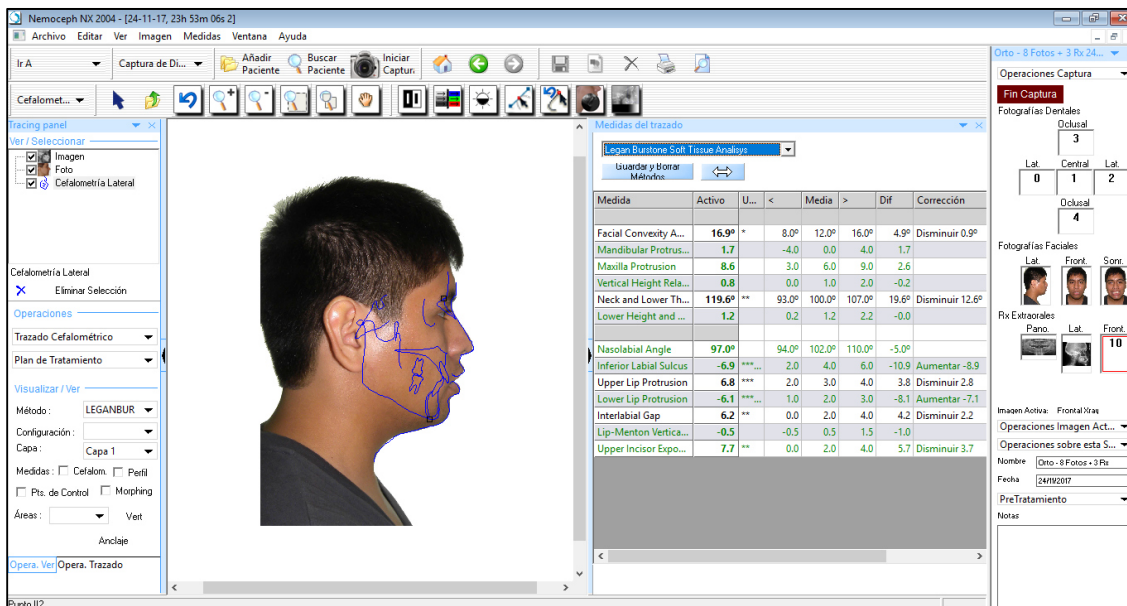 Nemoceph NX 2004 - [24-11-17, 23h 53m 06s 2]
Archivo Editar Ver Imagen Medidas Ventana Ayuda
Ir A Captura de Di... Añadir Paciente Buscar Paciente Iniciar Captur.
Cefalomet...
Tracing panel
Ver / Seleccionar
Imagen
Foto
Cefalometría Lateral
Cefalometría Lateral
Eliminar Selección
Operaciones
Trazado Cefalométrico
Plan de Tratamiento
Visualizar / Ver
Método : LEGANBUR
Configuración :
Capa : Capa 1
Medidas : Cefalom. Perfil
Pts. de Control Morphing
Áreas : Vert
Anclaje
Opera. Ver Opera. Trazado
Punto II2
Medidas del trazado
Legan Burstone Soft Tissue Analisys
Guardar y Borrar
Métodos
Medida Activo U... < Media > Dif Corrección
Facial Convexity A... 16.9º * 8.0º 12.0º 16.0º 4.9º Disminuir 0.9º
Mandibular Protrus... 1.7 -4.0 0.0 4.0 1.7
Maxilla Protrusion 8.6 3.0 6.0 9.0 2.6
Vertical Height Rela... 0.8 0.0 1.0 2.0 -0.2
Neck and Lower Th... 119.6º ** 93.0º 100.0º 107.0º 19.6º Disminuir 12.6º
Lower Height and ... 1.2 0.2 1.2 2.2 -0.0
Nasolabial Angle 97.0º 94.0º 102.0º 110.0º -5.0º
Inferior Labial Sulcus -6.9 ***... 2.0 4.0 6.0 -10.9 Aumentar -8.9
Upper Lip Protrusion 6.8 *** 2.0 3.0 4.0 3.8 Disminuir 2.8
Lower Lip Protrusion -6.1 ***... 1.0 2.0 3.0 -8.1 Aumentar -7.1
Interlabial Gap 6.2 ** 0.0 2.0 4.0 4.2 Disminuir 2.2
Lip-Menton Vertica... -0.5 -0.5 0.5 1.5 -1.0
Upper Incisor Expo... 7.7 ** 0.0 2.0 4.0 5.7 Disminuir 3.7
Orto - 8 Fotos + 3 Rx 24...
Operaciones Captura
Fin Captura
Fotografías Dentales
Oclusal
3
Lat. Central Lat.
0 1 2
Oclusal
4
Fotografías Faciales
Lat. Front. Sonr.
Rx Extraorales
Pano. Lat. Front.
10
Imagen Activa: Frontal Xray
Operaciones Imagen Act...
Operaciones sobre esta S...
Nombre Orto - 8 Fotos + 3 Rx
Fecha 24/11/2017
PreTratamiento
Notas